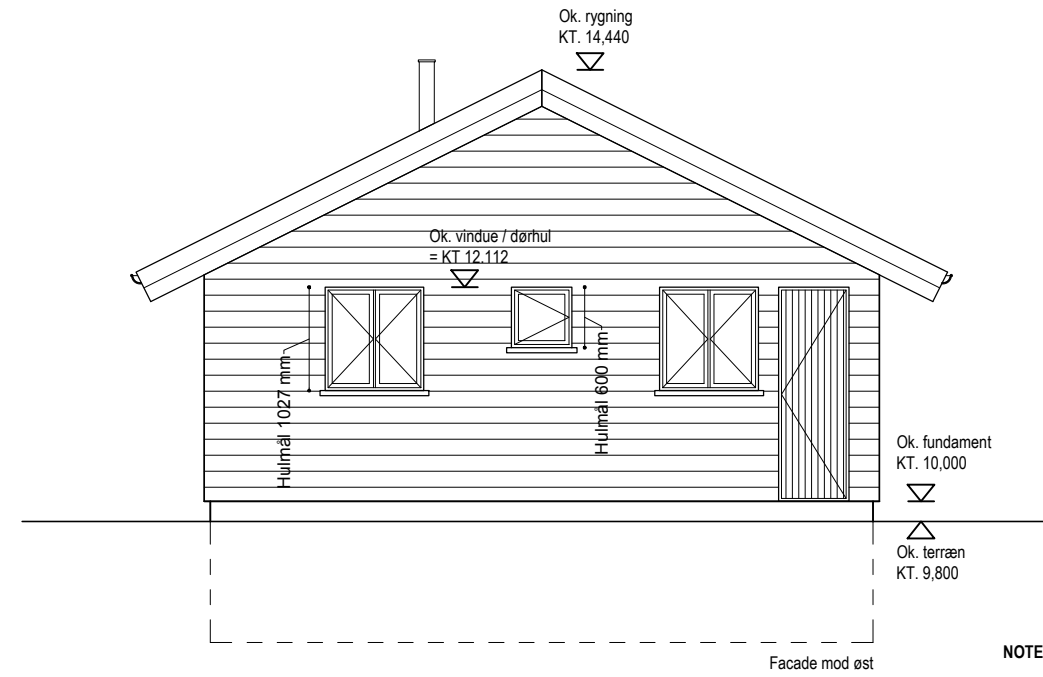 Ok. rygning
KT. 14,440
Ok. vindue / dørhul
= KT 12.112
Hulmål 1027 mm
Hulmål 600 mm
Ok. fundament
KT. 10,000
Ok. terræn
KT. 9,800
Facade mod øst
NOTE